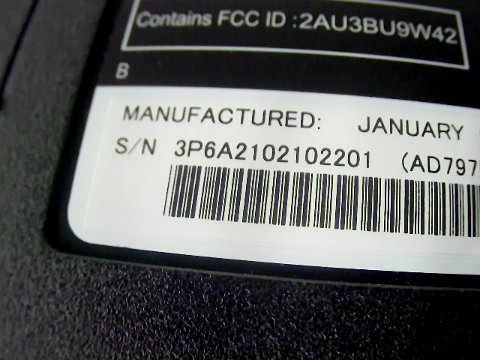 Contains FCC ID :2AU3BU9W42
B
MANUFACTURED: JANUARY
S/N 3P6A2102102201 (AD797